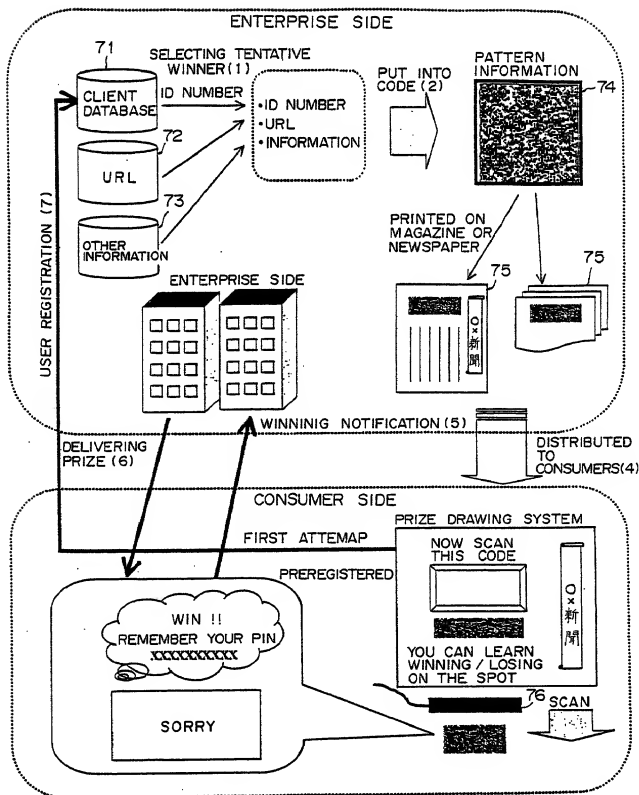 ENTERPRISE SIDE
71
SELECTING TENTATIVE
WINNER (1)
CLIENT
DATABASE
ID NUMBER
72
URL
73
OTHER
INFORMATION
•ID NUMBER
•URL
•INFORMATION
PUT INTO
CODE (2)
PATTERN
INFORMATION
74
PRINTED ON
MAGAZINE OR
NEWSPAPER
75
75
○×新聞
ENTERPRISE SIDE
USER REGISTRATION (7)
DELIVERING
PRIZE (6)
WINNINIG NOTIFICATION (5)
DISTRIBUTED
TO
CONSUMERS(4)
CONSUMER SIDE
FIRST ATTEMAP
PREREGISTERED
PRIZE DRAWING SYSTEM
NOW SCAN
THIS CODE
○×新聞
YOU CAN LEARN
WINNING / LOSING
ON THE SPOT
76
SCAN
WIN !!
REMEMBER YOUR PIN
XXXXXXXXXX
SORRY